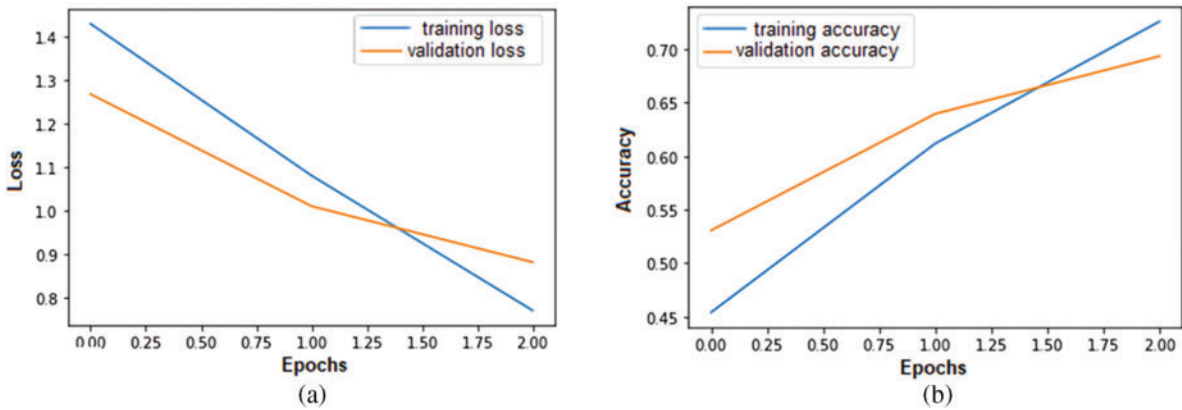 training loss
validation loss
1.4
1.3
1.2
1.1
1.0
0.9
0.8
Loss
0.00 0.25 0.50 0.75 1.00 1.25 1.50 1.75 2.00
Epochs
(a)
training accuracy
validation accuracy
0.70
0.65
0.60
0.55
0.50
0.45
Accuracy
0.00 0.25 0.50 0.75 1.00 1.25 1.50 1.75 2.00
Epochs
(b)